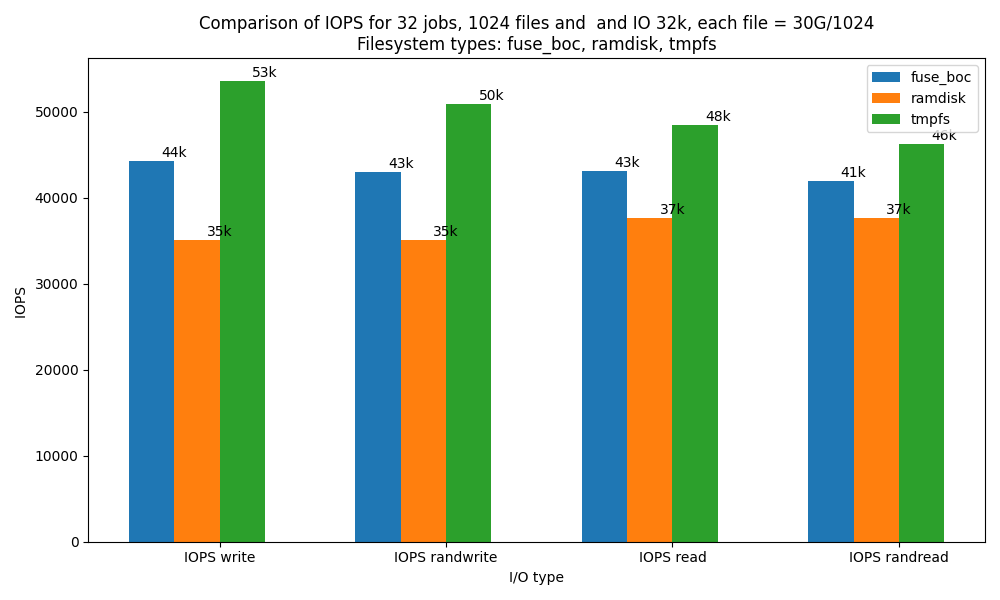 Comparison of IOPS for 32 jobs, 1024 files and  and IO 32k, each file = 30G/1024
Filesystem types: fuse_boc, ramdisk, tmpfs
fuse_boc
ramdisk
tmpfs
IOPS
50000
40000
30000
20000
10000
0
44k
35k
53k
43k
35k
50k
43k
37k
48k
41k
37k
46k
IOPS write
IOPS randwrite
IOPS read
IOPS randread
I/O type